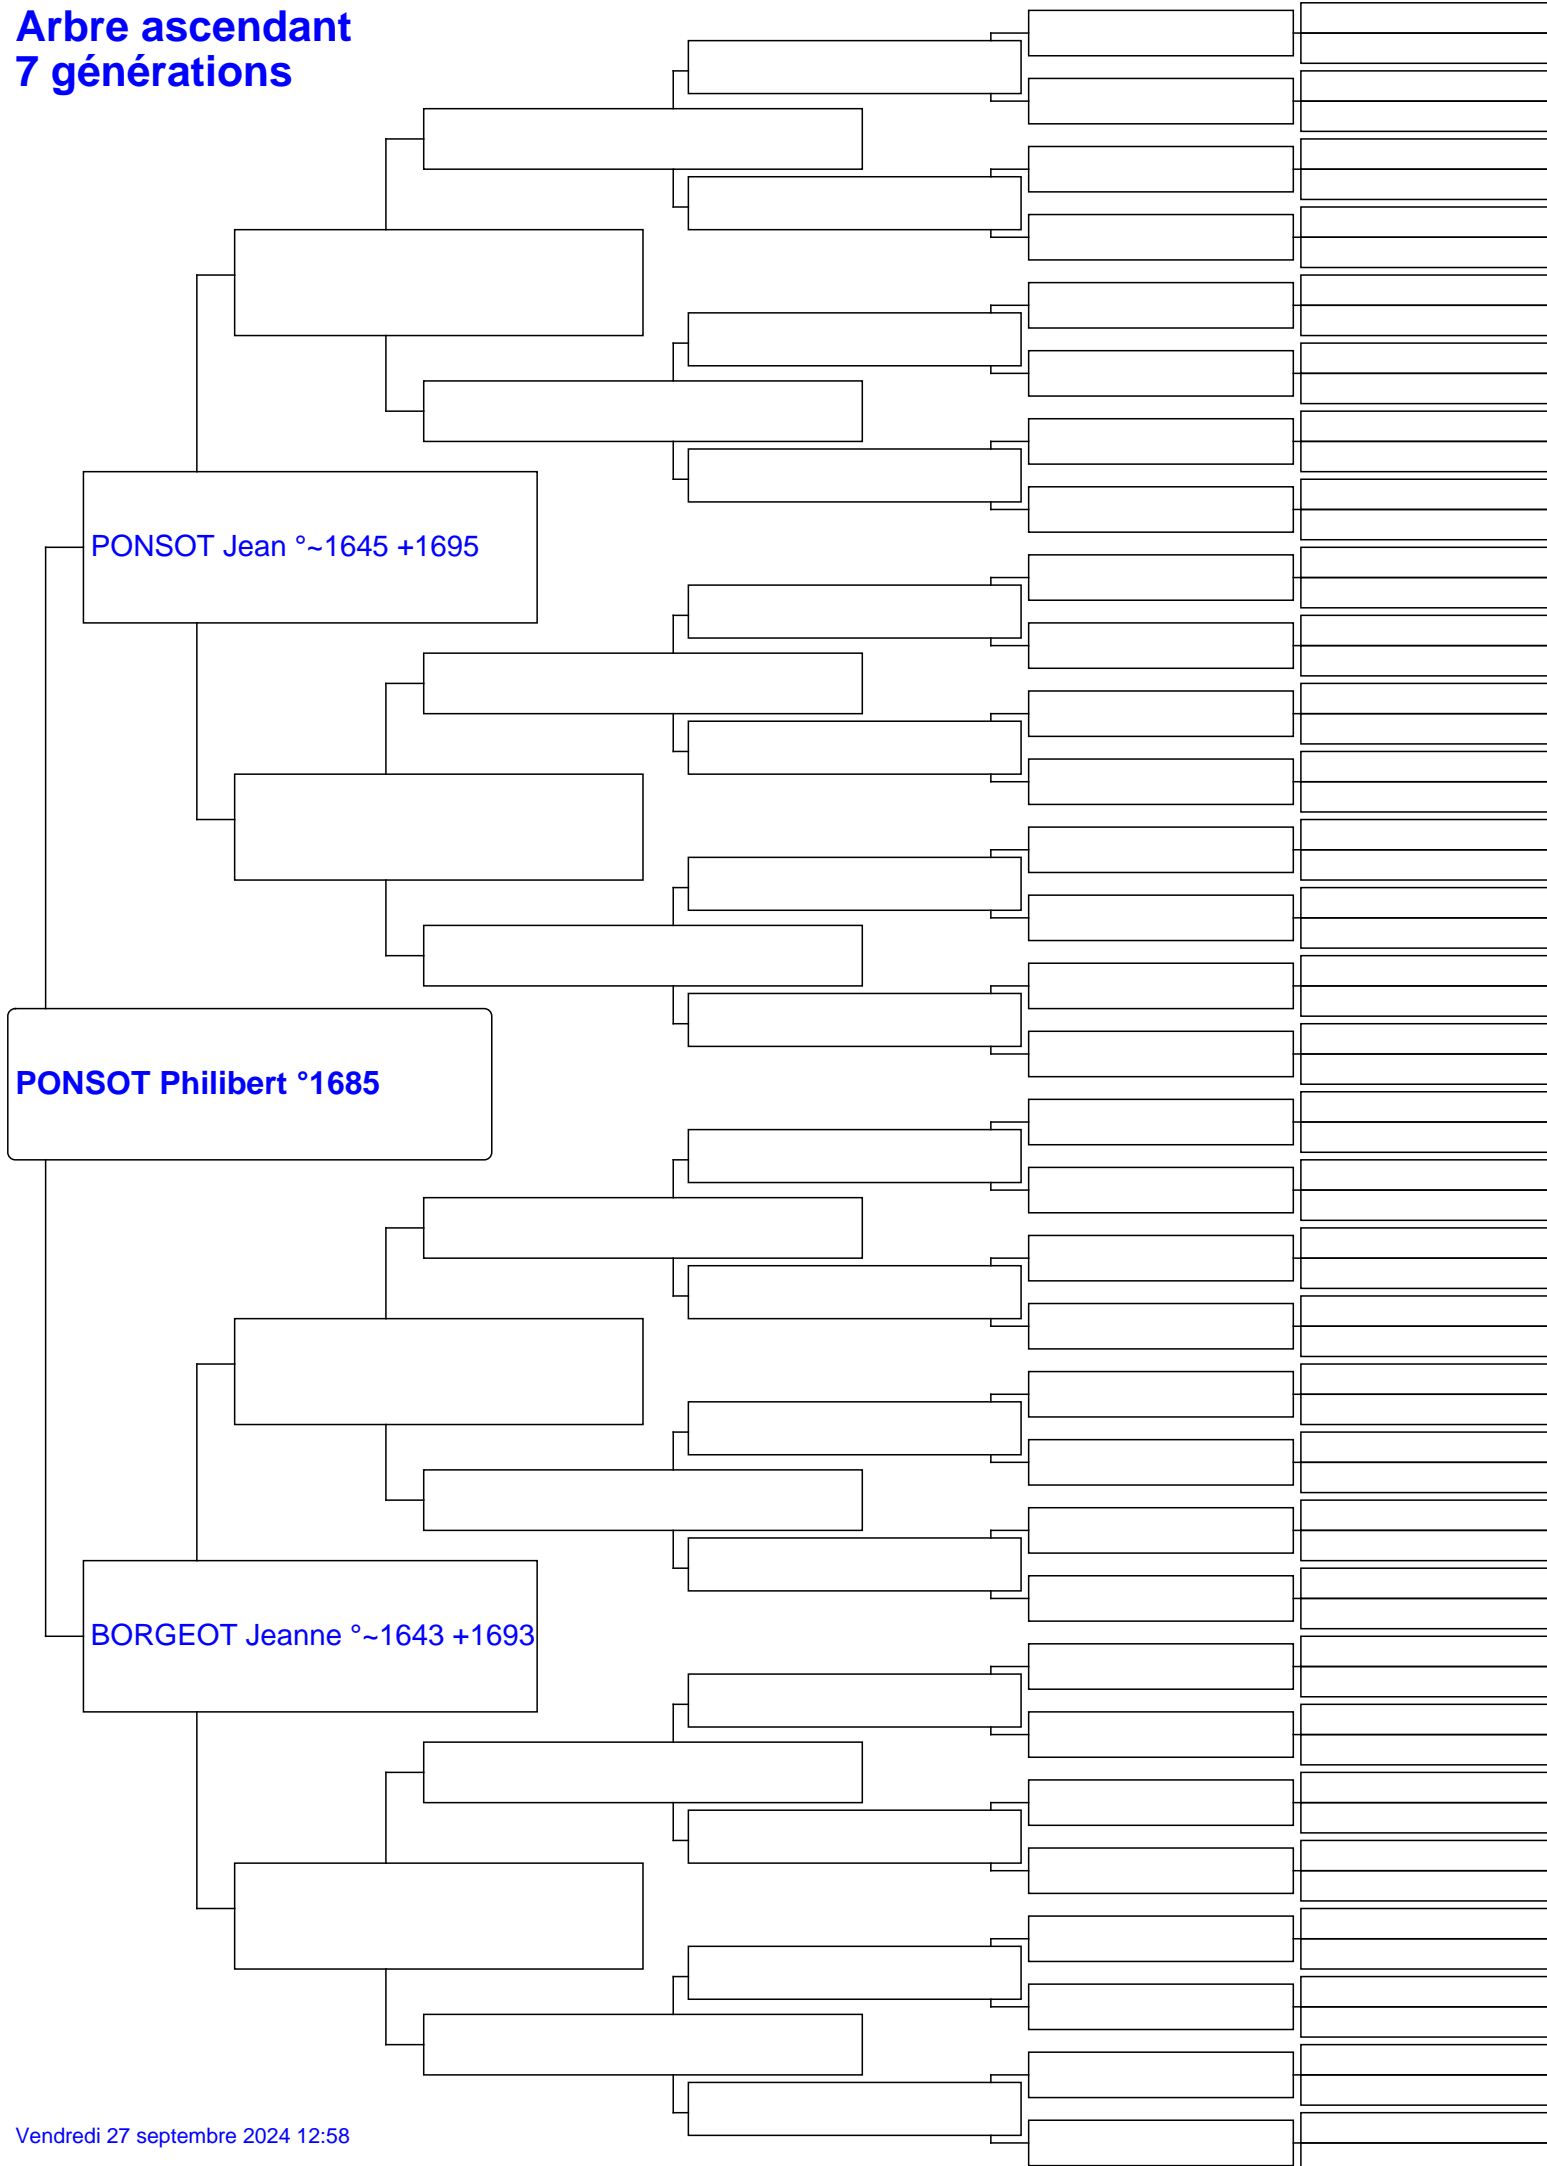 Arbre ascendant
7 générations
PONSOT Jean °~1645 +1695
PONSOT Philibert °1685
BORGEOT Jeanne °~1643 +1693
Vendredi 27 septembre 2024 12:58